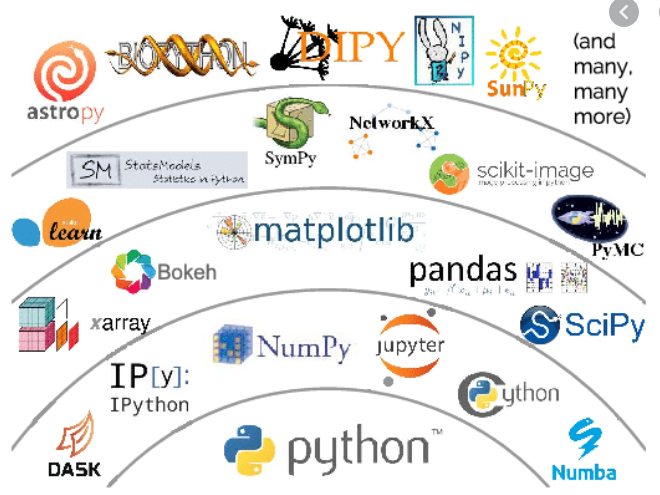 astropy
BIOPYTHON
DIPY
NIPY
SunPy
(and
many,
many
more)
SymPy
NetworkX
SM
StatsModels
Statistics in Python
scikit-image
image processing in python
scikit
learn
matplotlib
PyMC
Bokeh
pandas
xarray
NumPy
jupyter
SciPy
IP[y]:
IPython
Cython
DASK
python™
Numba